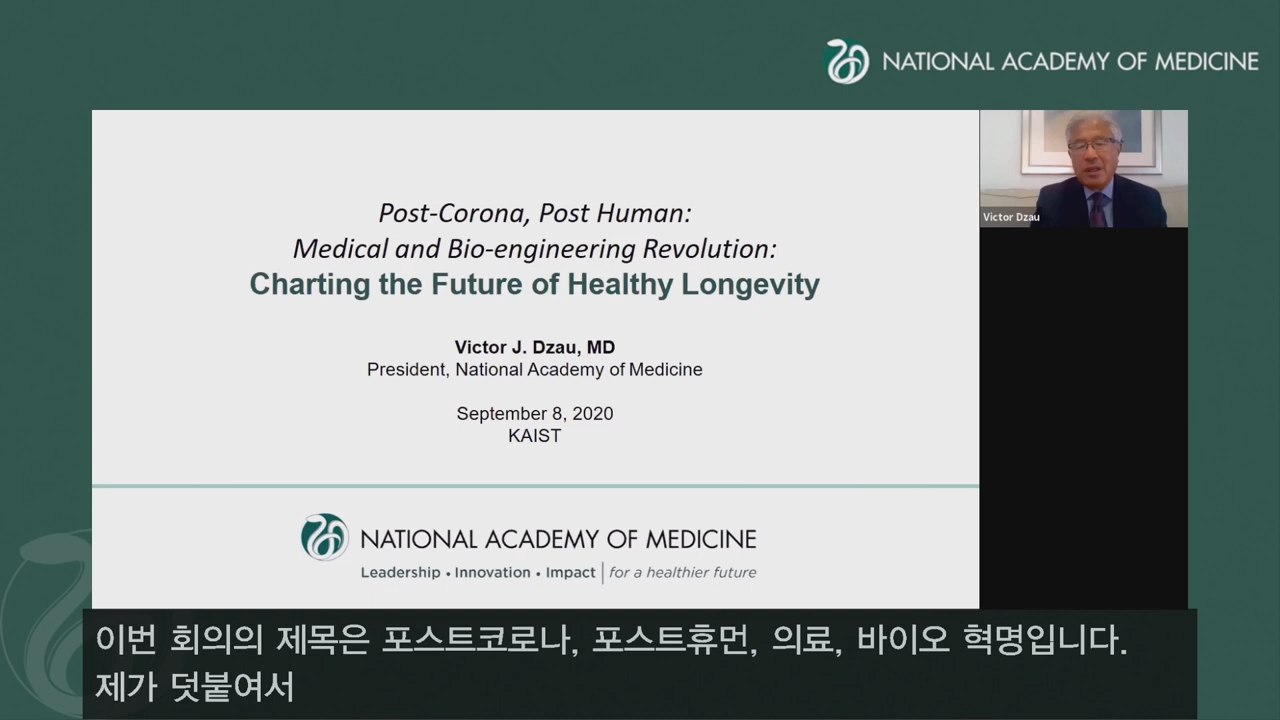 NATIONAL ACADEMY OF MEDICINE
Post-Corona, Post Human:
Medical and Bio-engineering Revolution:
Charting the Future of Healthy Longevity
Victor J. Dzau, MD
President, National Academy of Medicine
September 8, 2020
KAIST
Victor Dzau
NATIONAL ACADEMY OF MEDICINE
Leadership • Innovation • Impact | for a healthier future
이번 회의의 제목은 포스트코로나, 포스트휴먼, 의료, 바이오 혁명입니다.
제가 덧붙여서